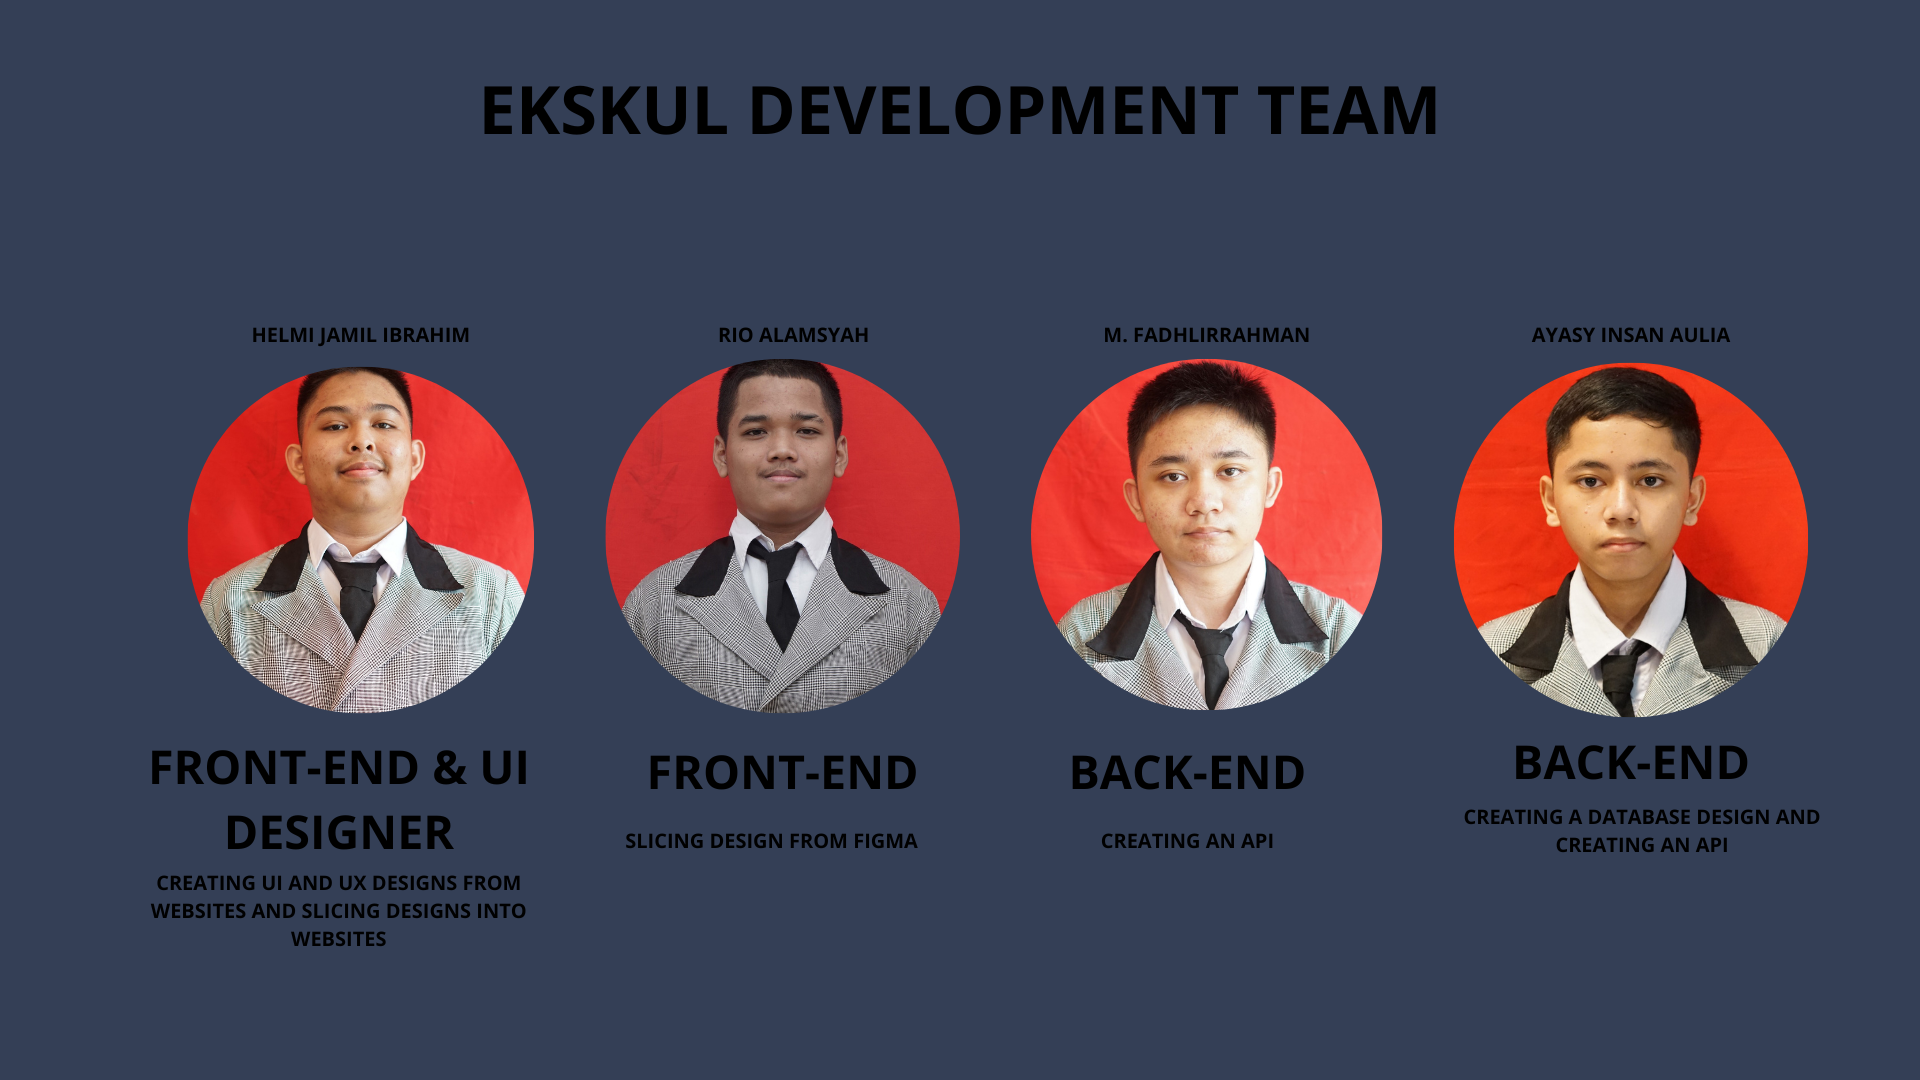 EKSKUL DEVELOPMENT TEAM
HELMI JAMIL IBRAHIM
RIO ALAMSYAH
M. FADHLIRRAHMAN
AYASY INSAN AULIA
FRONT-END & UI
DESIGNER
CREATING UI AND UX DESIGNS FROM
WEBSITES AND SLICING DESIGNS INTO
WEBSITES
FRONT-END
SLICING DESIGN FROM FIGMA
BACK-END
CREATING AN API
BACK-END
CREATING A DATABASE DESIGN AND
CREATING AN API